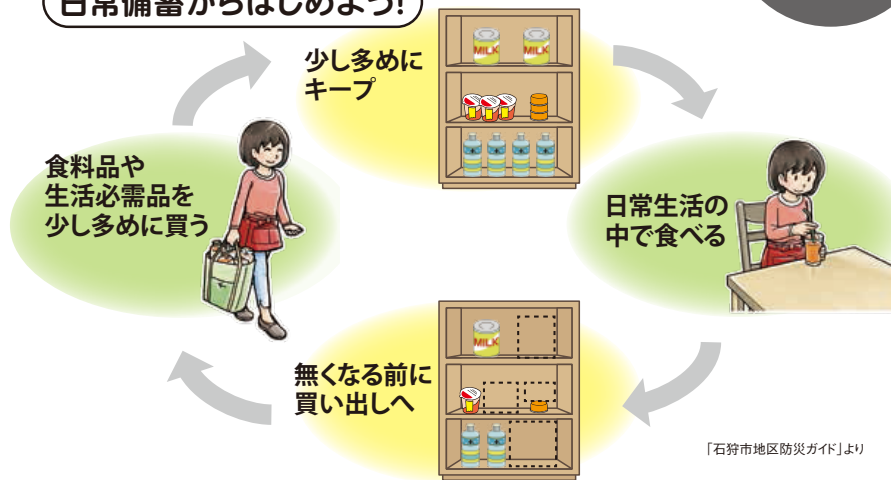 日常備蓄からはじめよう!
少し多めに
キープ
MILK MILK
食料品や
生活必需品を
少し多めに買う
日常生活の
中で食べる
無くなる前に
買い出しへ
MILK
「石狩市地区防災ガイド」より